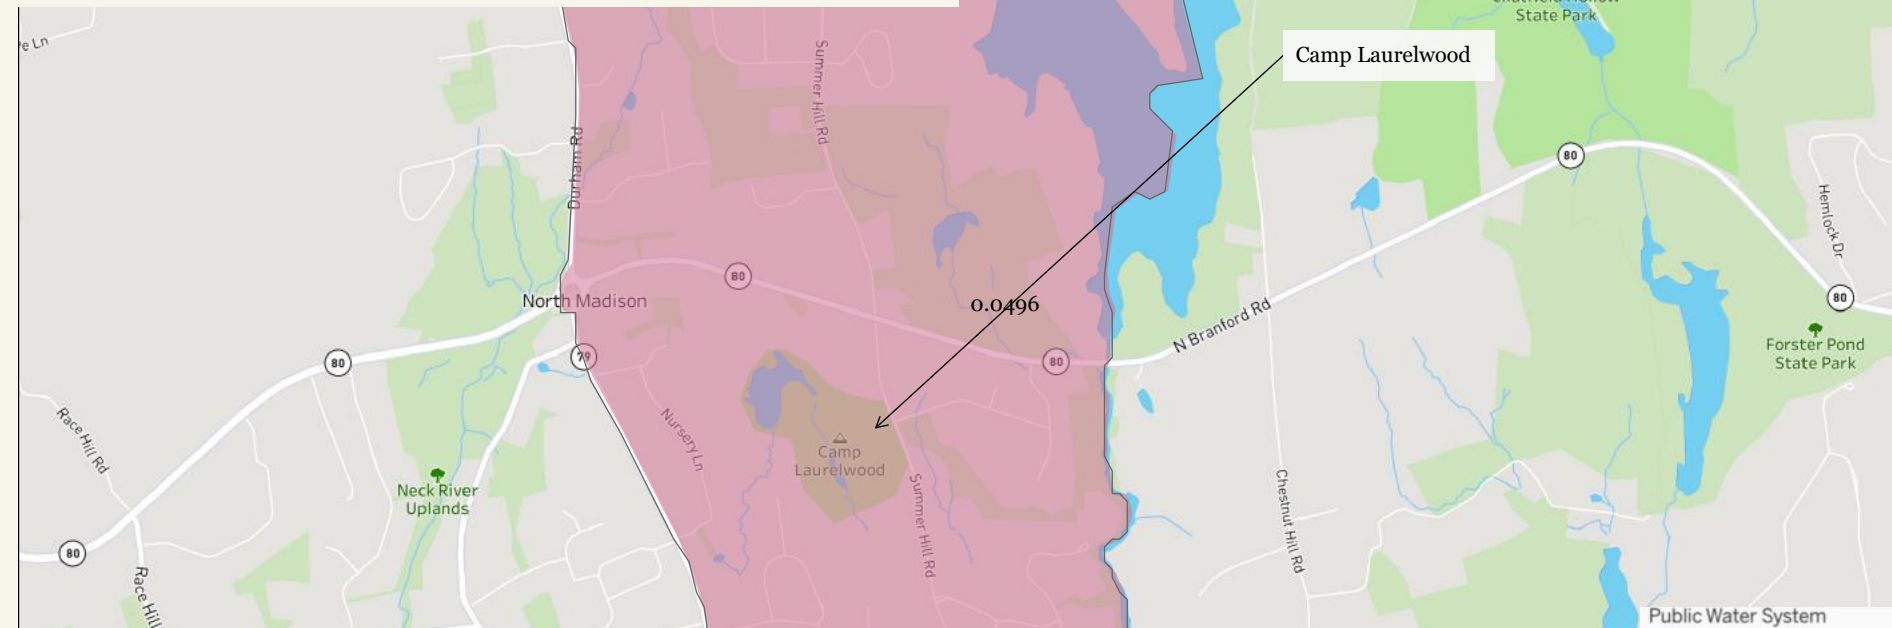 State Park
Camp Laurelwood
Summer Hill Rd
Durham Rd
80
80
Hemlock Dr
North Madison
80
0.0496
80
N Branford Rd
Forster Pond
State Park
79
80
80
Race Hill Rd
Nursery Ln
Camp
Laurelwood
Neck River
Uplands
Summer Hill Rd
Chestnut Hill Rd
80
Race Hill
Public Water System